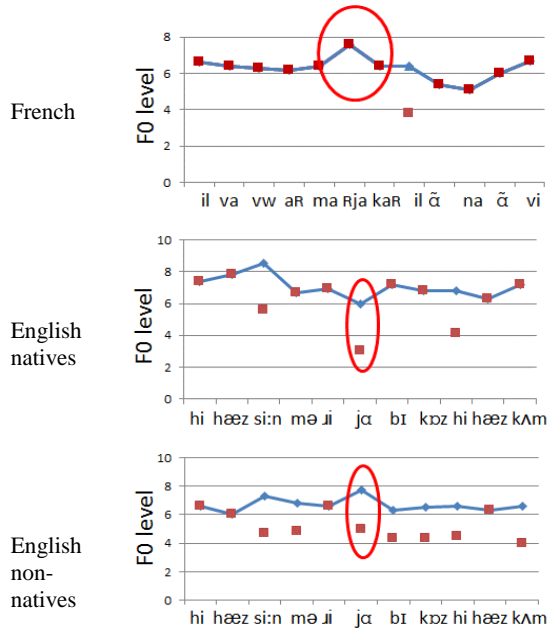 French
F0 level
8
6
4
2
0
il va vw aʀ ma ʀja kaʀ il ɑ̃ na ɑ̃ vi
English
natives
F0 level
10
8
6
4
2
0
hi hæz siːn mə ɹi jɑ bɪ kɒz hi hæz kʌm
English
non-
natives
F0 level
10
8
6
4
2
0
hi hæz siːn mə ɹi jɑ bɪ kɒz hi hæz kʌm